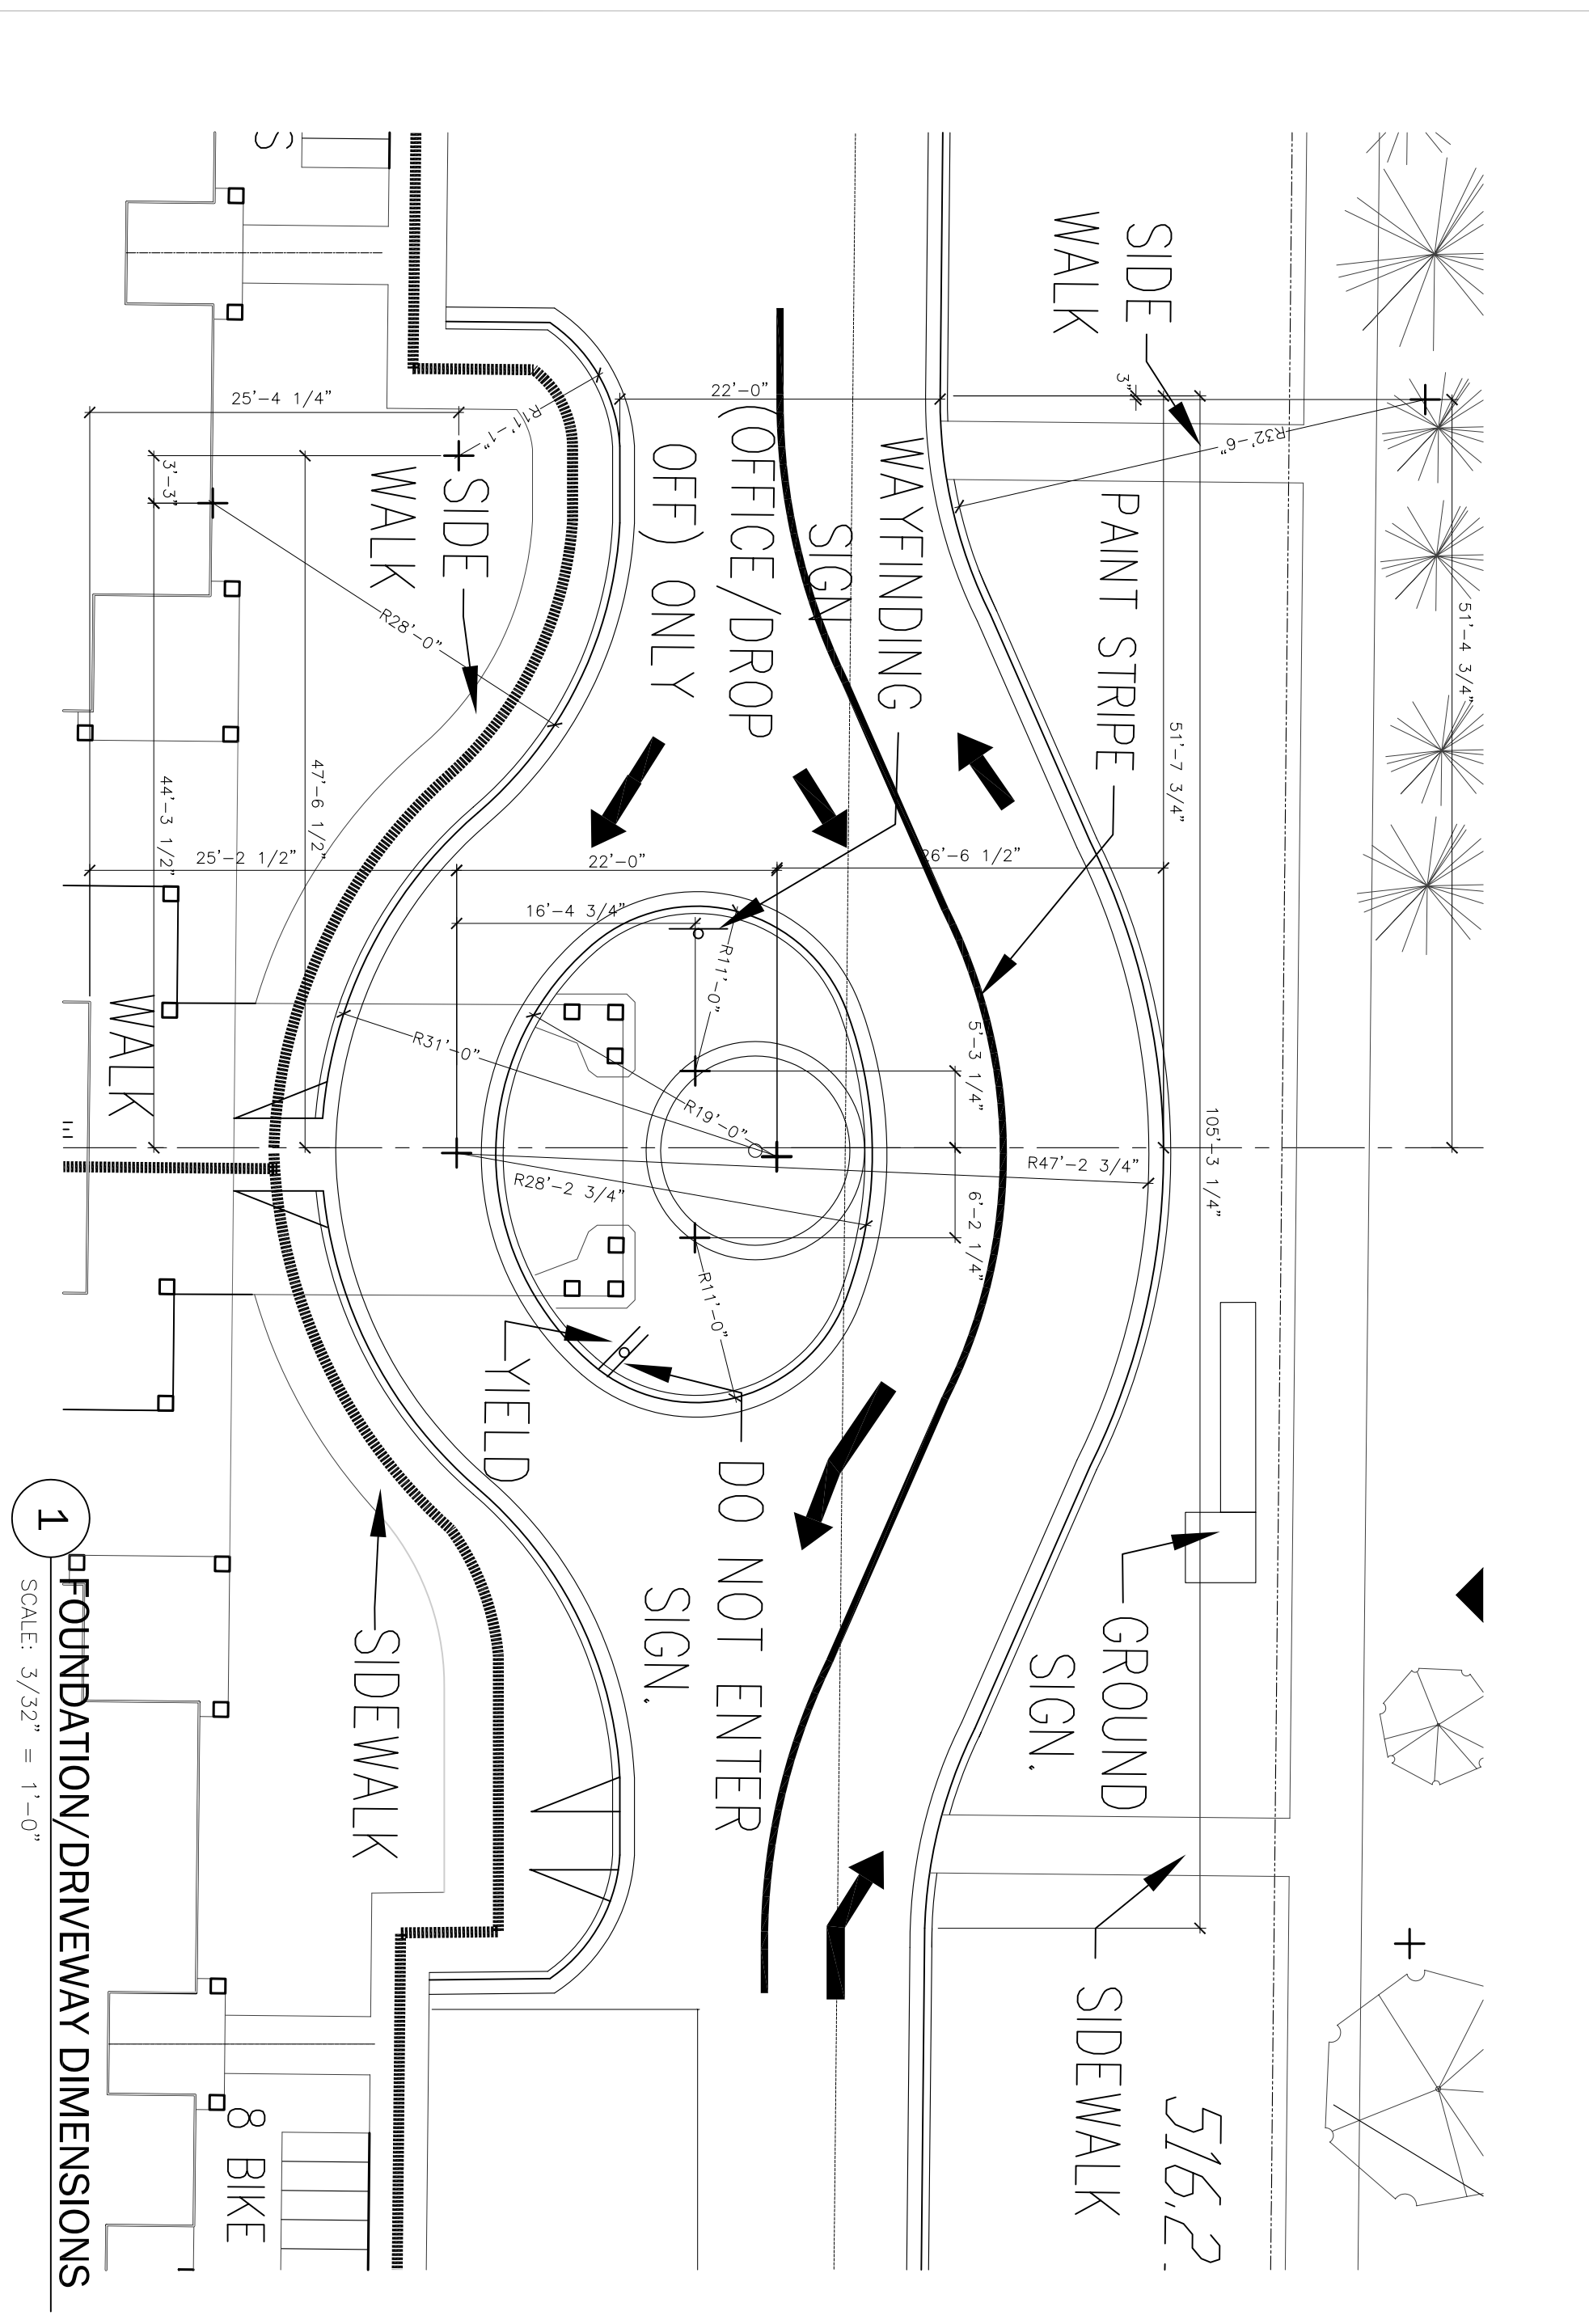 SIDE
WALK
51'-4 3/4"
R32'-6"
3"
51'-7 3/4"
105'-3 1/4"
PAINT STRIPE
GROUND
SIGN.
SIDEWALK
516.2
WAYFINDING
SIGN
22'-0"
(OFFICE/DROP
OFF) ONLY
26'-6 1/2"
5'-3 1/4"
6'-2 1/4"
R47'-2 3/4"
R11'-0"
R11'-0"
DO NOT ENTER
SIGN.
22'-0"
16'-4 3/4"
R19'-0"
R28'-2 3/4"
R31'-0"
YIELD
R11'-1"
SIDE
WALK
R28'-0"
SIDEWALK
25'-4 1/4"
3'-3"
47'-6 1/2"
44'-3 1/2"
25'-2 1/2"
WALK
S
8 BIKE
1
FOUNDATION/DRIVEWAY DIMENSIONS
SCALE: 3/32" = 1'-0"